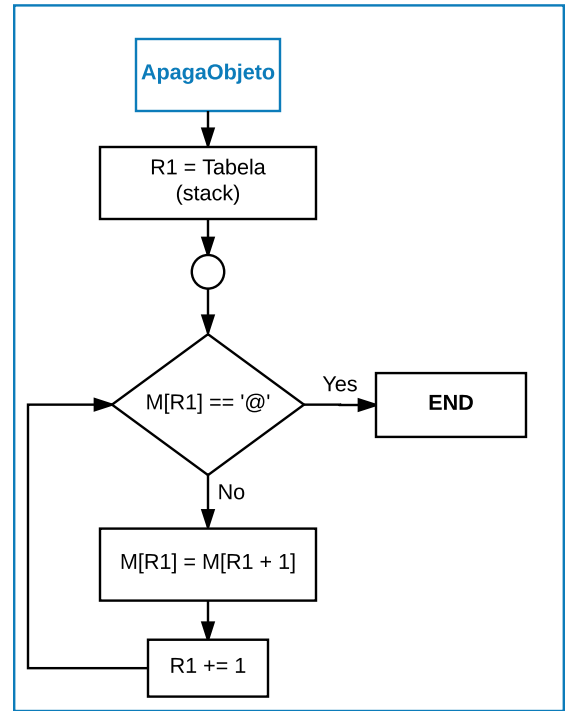 ApagaObjeto
R1 = Tabela
(stack)
M[R1] == '@'
Yes
END
No
M[R1] = M[R1 + 1]
R1 += 1